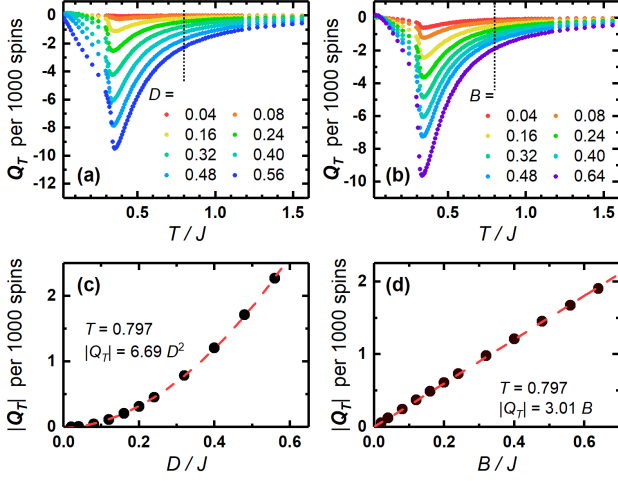 (a)
Q_T per 1000 spins
0
-2
-4
-6
-8
-10
-12
D =
0.04 0.08
0.16 0.24
0.32 0.40
0.48 0.56
0.5 1.0 1.5
T / J
(b)
Q_T per 1000 spins
0
-2
-4
-6
-8
-10
B =
0.04 0.08
0.16 0.24
0.32 0.40
0.48 0.64
0.5 1.0 1.5
T / J
(c)
|Q_T| per 1000 spins
2
1
0
T = 0.797
|Q_T| = 6.69 D²
0.0 0.2 0.4 0.6
D / J
(d)
|Q_T| per 1000 spins
2
1
0
T = 0.797
|Q_T| = 3.01 B
0.0 0.2 0.4 0.6
B / J